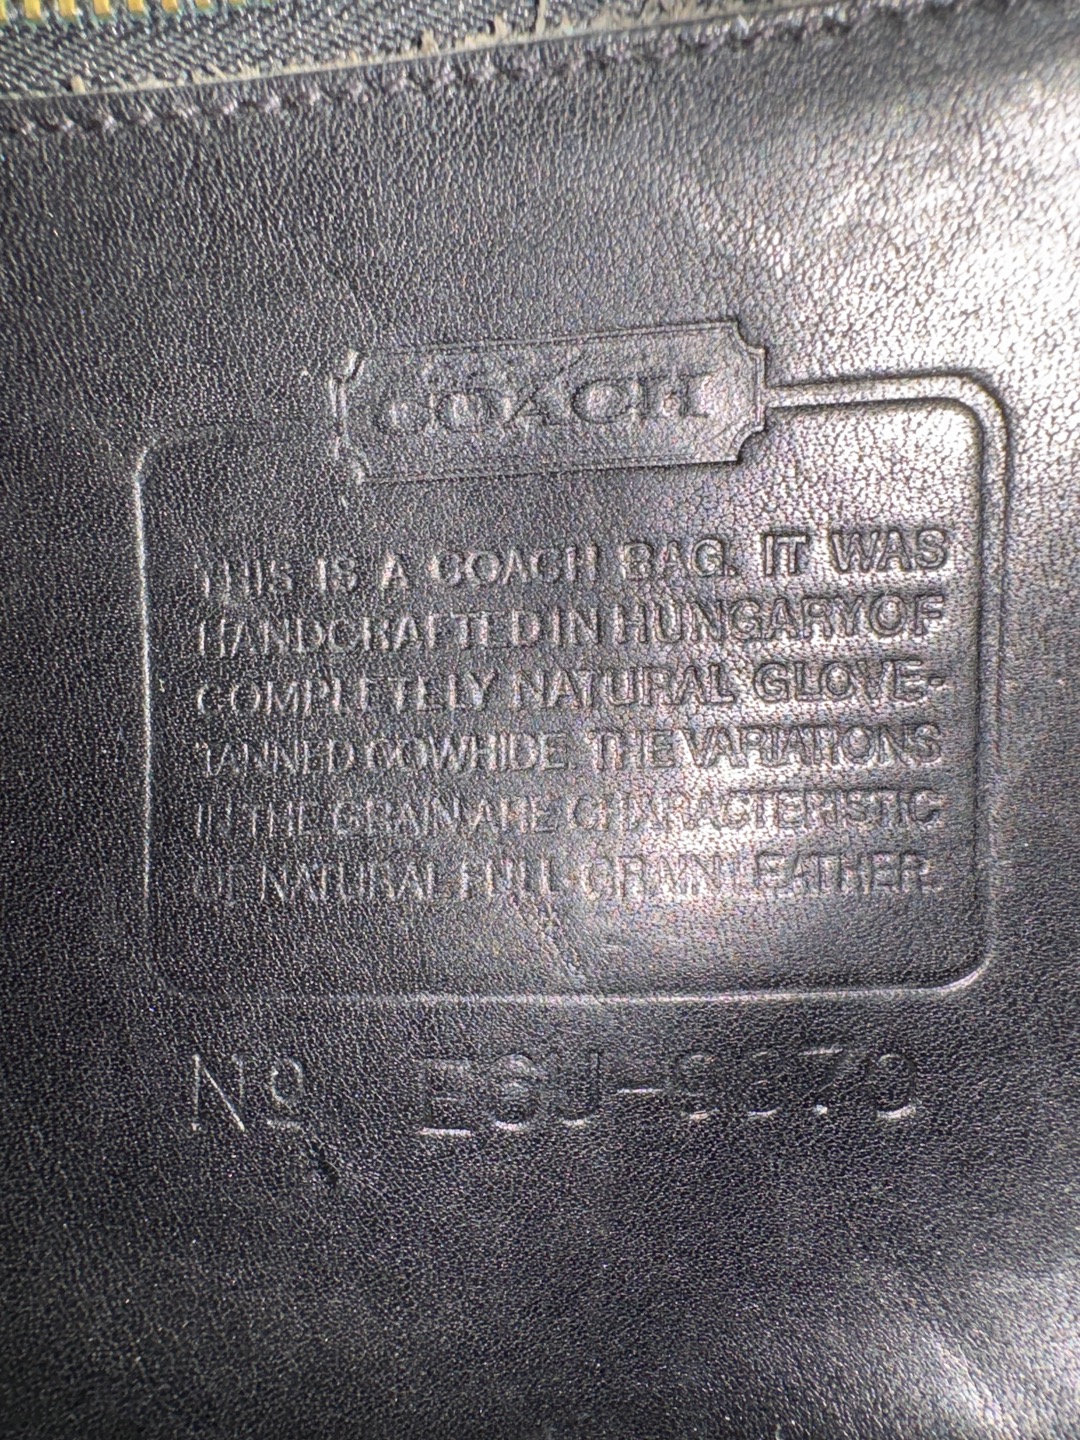 COACH
THIS IS A COACH BAG. IT WAS
HANDCRAFTED IN HUNGARY OF
COMPLETELY NATURAL GLOVE-
TANNED COWHIDE THE VARIATIONS
IN THE GRAIN ARE CHARACTERISTIC
OF NATURAL FULL-GRAIN LEATHER.
Nº